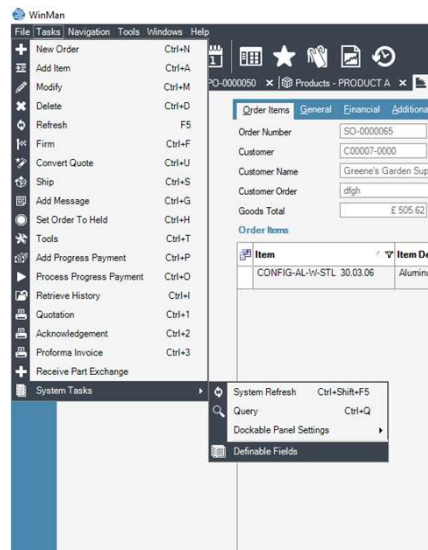 WinMan
File Tasks Navigation Tools Windows Help
New Order Ctrl+N
Add Item Ctrl+A
Modify Ctrl+M
Delete Ctrl+D
Refresh F5
Firm Ctrl+F
Convert Quote Ctrl+U
Ship Ctrl+S
Add Message Ctrl+G
Set Order To Held Ctrl+H
Tools Ctrl+T
Add Progress Payment Ctrl+P
Process Progress Payment Ctrl+O
Retrieve History Ctrl+I
Quotation Ctrl+1
Acknowledgement Ctrl+2
Proforma Invoice Ctrl+3
Receive Part Exchange
System Tasks
System Refresh Ctrl+Shift+F5
Query Ctrl+Q
Dockable Panel Settings
Definable Fields
1
PO-0000050 Products - PRODUCT A
Order Items General Financial Additiona
Order Number SO-0000065
Customer C00007-0000
Customer Name Greene's Garden Sup
Customer Order dfgh
Goods Total £ 505.62
Order Items
Item Item De
CONFIG-AL-W-STL 30.03.06 Aluminu